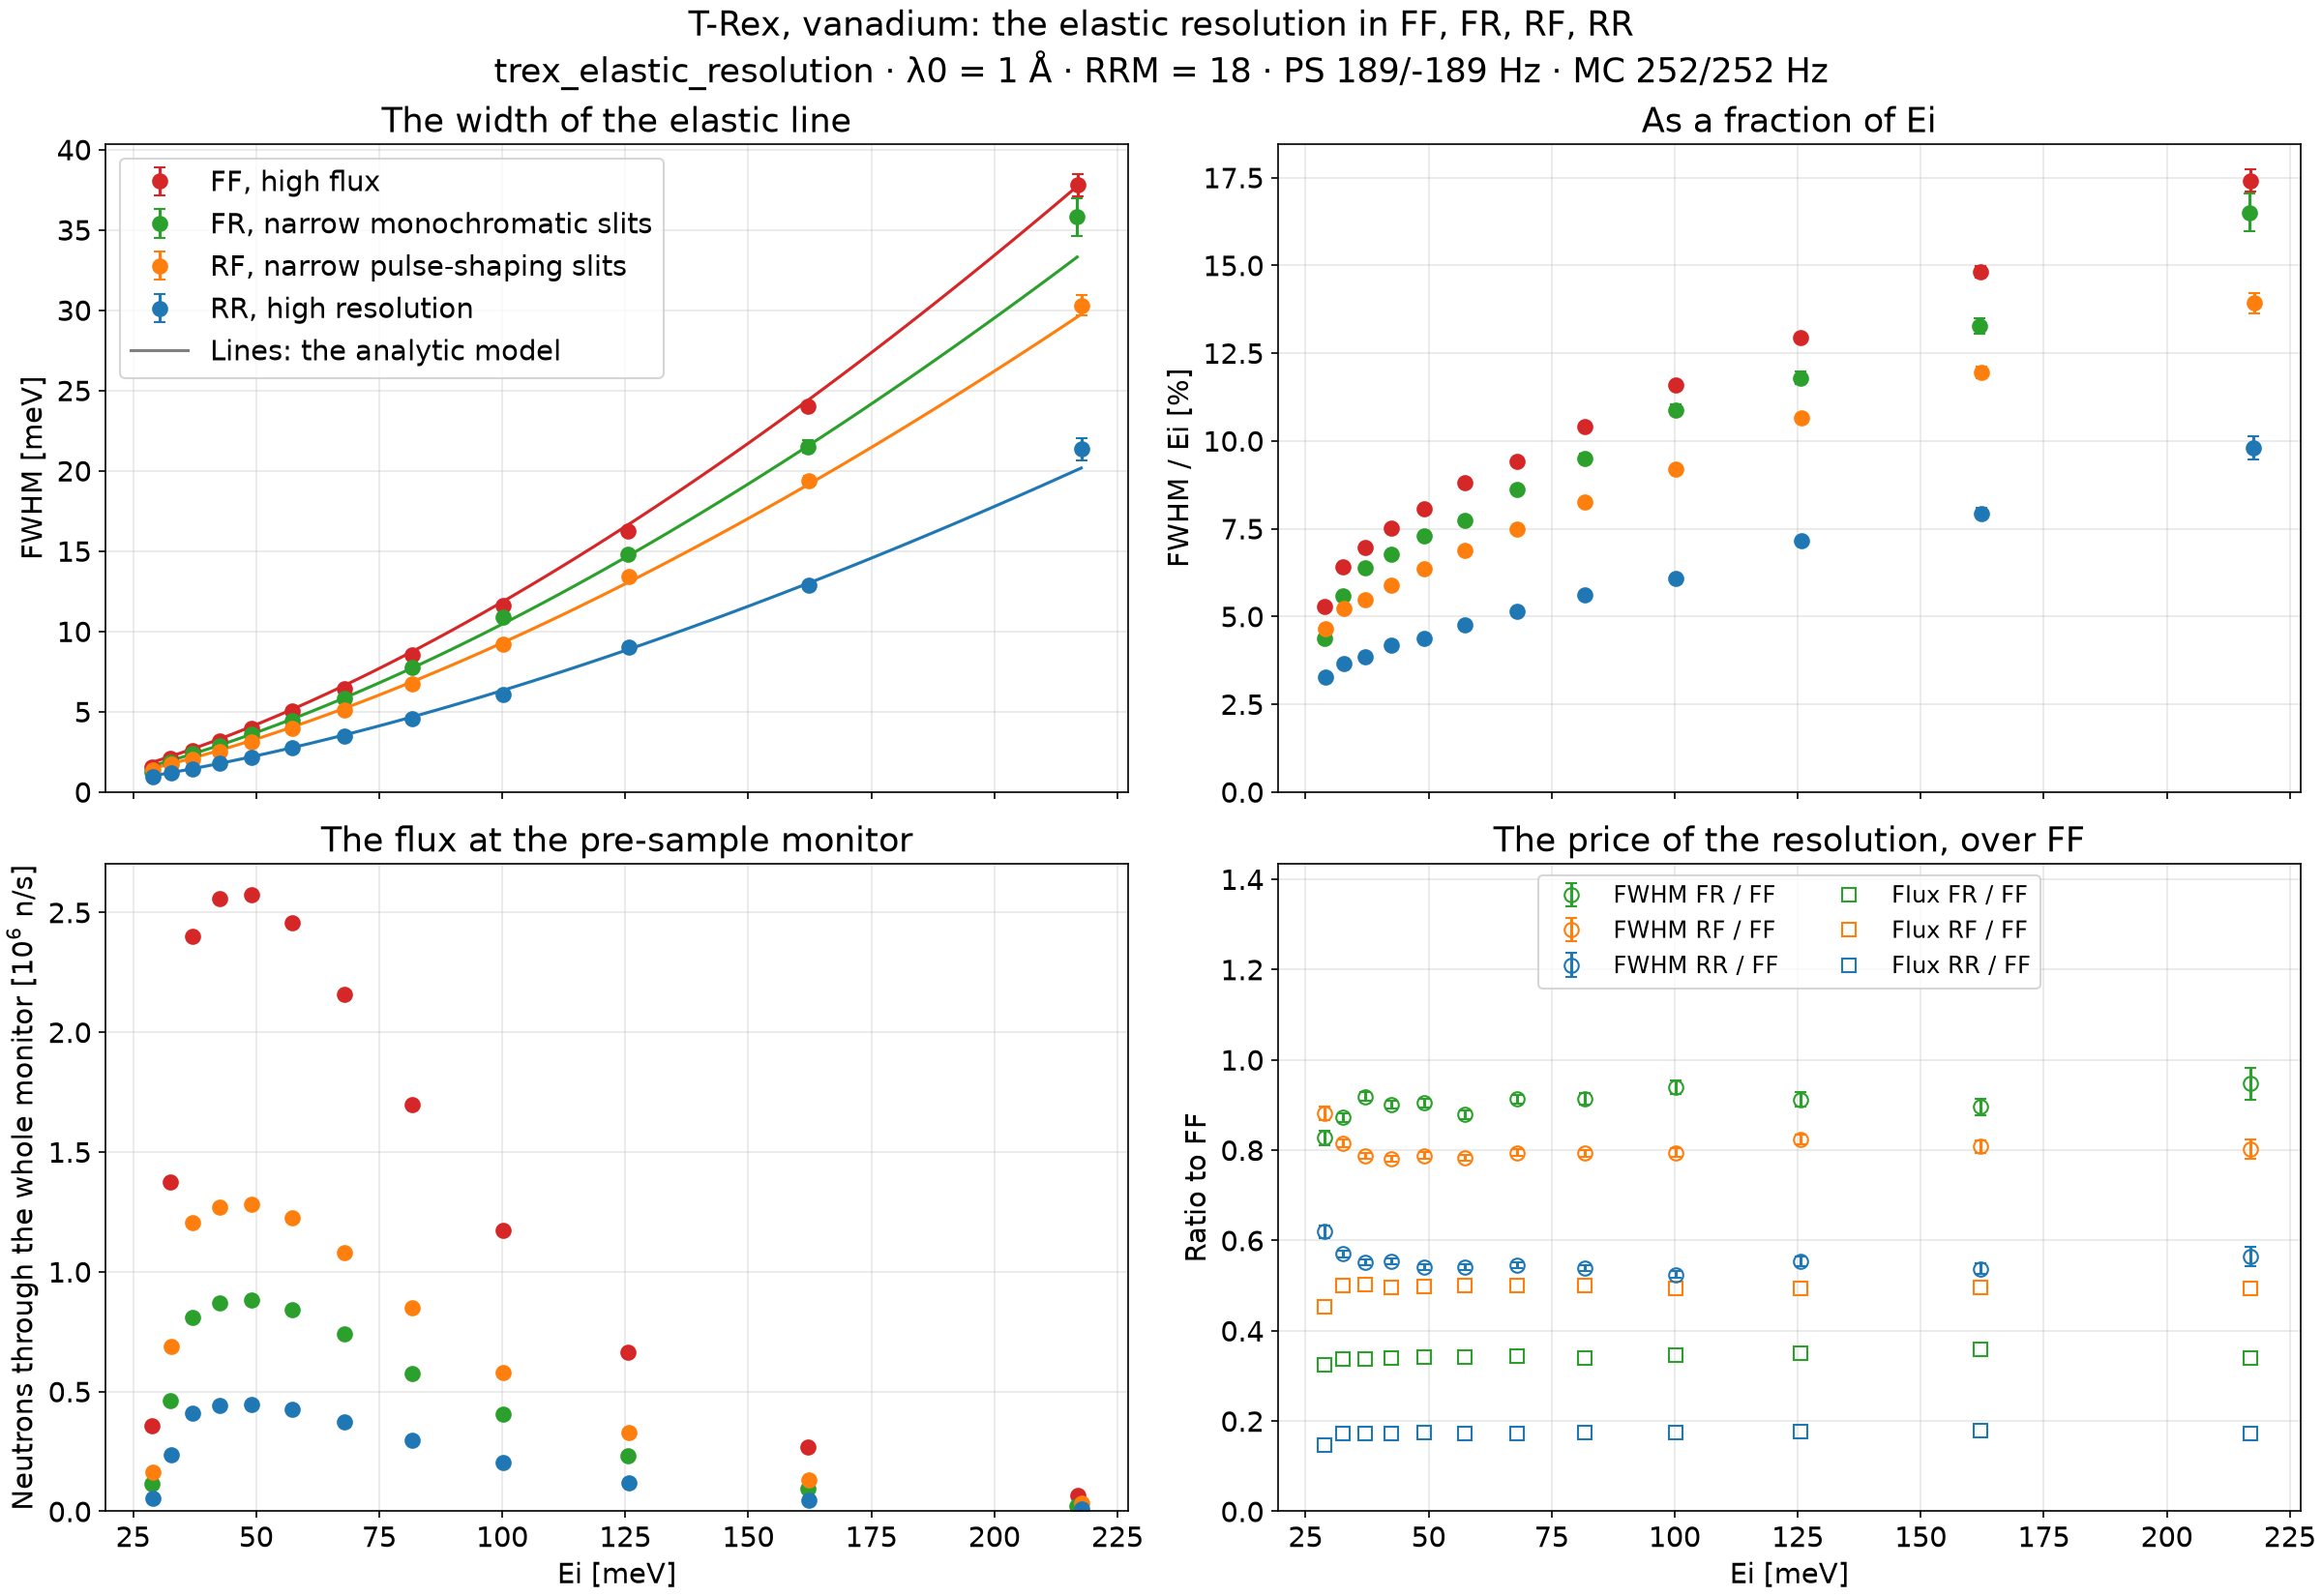 T-Rex, vanadium: the elastic resolution in FF, FR, RF, RR
trex_elastic_resolution · λ0 = 1 Å · RRM = 18 · PS 189/-189 Hz · MC 252/252 Hz
The width of the elastic line
FWHM [meV]
40
35
30
25
20
15
10
5
0
FF, high flux
FR, narrow monochromatic slits
RF, narrow pulse-shaping slits
RR, high resolution
Lines: the analytic model
As a fraction of Ei
FWHM / Ei [%]
17.5
15.0
12.5
10.0
7.5
5.0
2.5
0.0
The flux at the pre-sample monitor
Neutrons through the whole monitor [10⁶ n/s]
2.5
2.0
1.5
1.0
0.5
0.0
25 50 75 100 125 150 175 200 225
Ei [meV]
The price of the resolution, over FF
Ratio to FF
1.4
1.2
1.0
0.8
0.6
0.4
0.2
0.0
FWHM FR / FF
FWHM RF / FF
FWHM RR / FF
Flux FR / FF
Flux RF / FF
Flux RR / FF
25 50 75 100 125 150 175 200 225
Ei [meV]